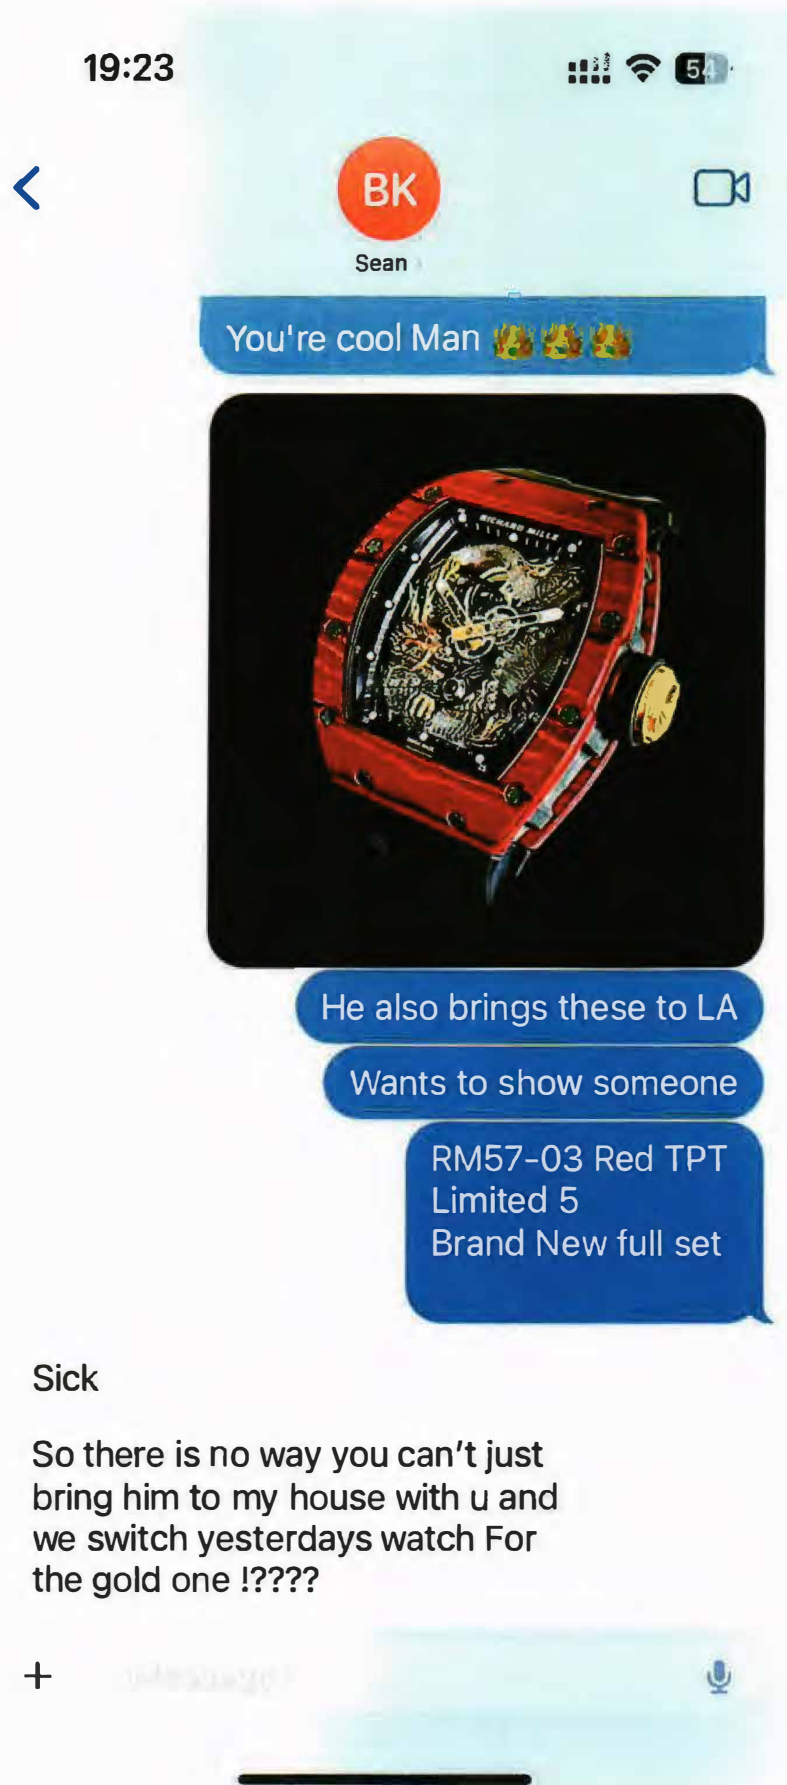 19:23
54
BK
Sean
You're cool Man
RICHARD MILLE
He also brings these to LA
Wants to show someone
RM57-03 Red TPT
Limited 5
Brand New full set
Sick
So there is no way you can't just
bring him to my house with u and
we switch yesterdays watch For
the gold one !????